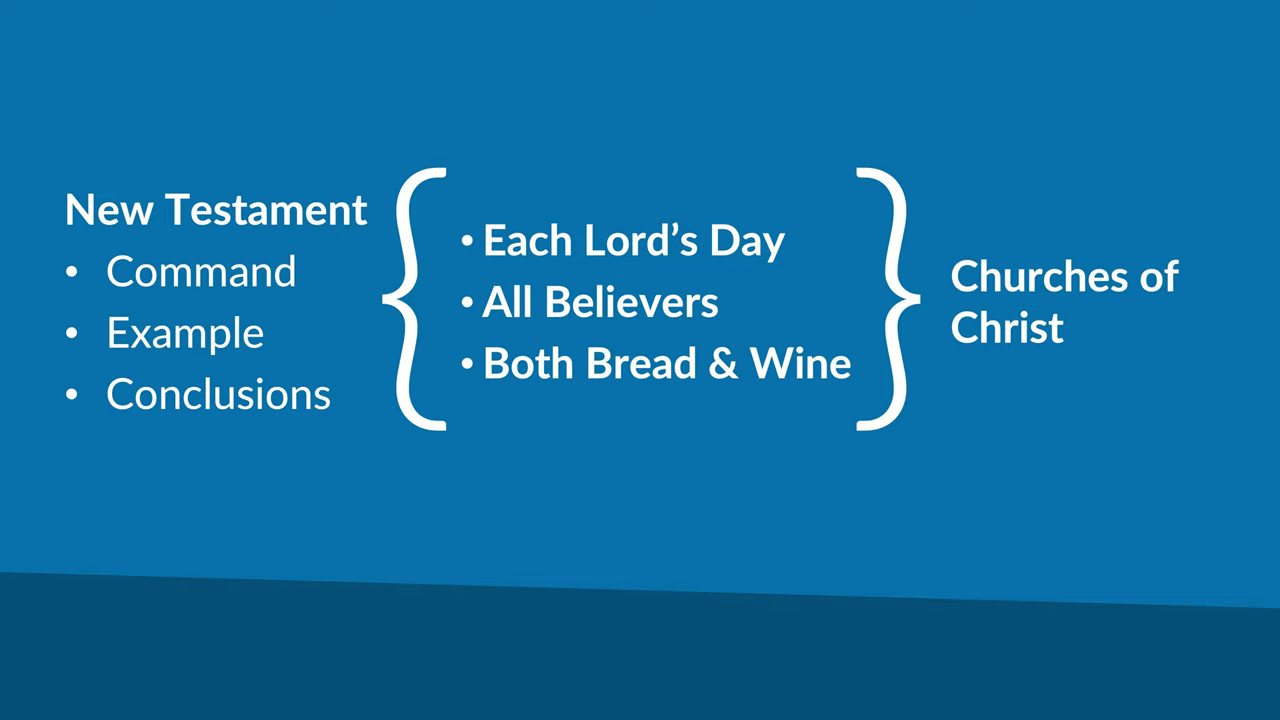 New Testament
• Command
• Example
• Conclusions
• Each Lord’s Day
• All Believers
• Both Bread & Wine
Churches of
Christ